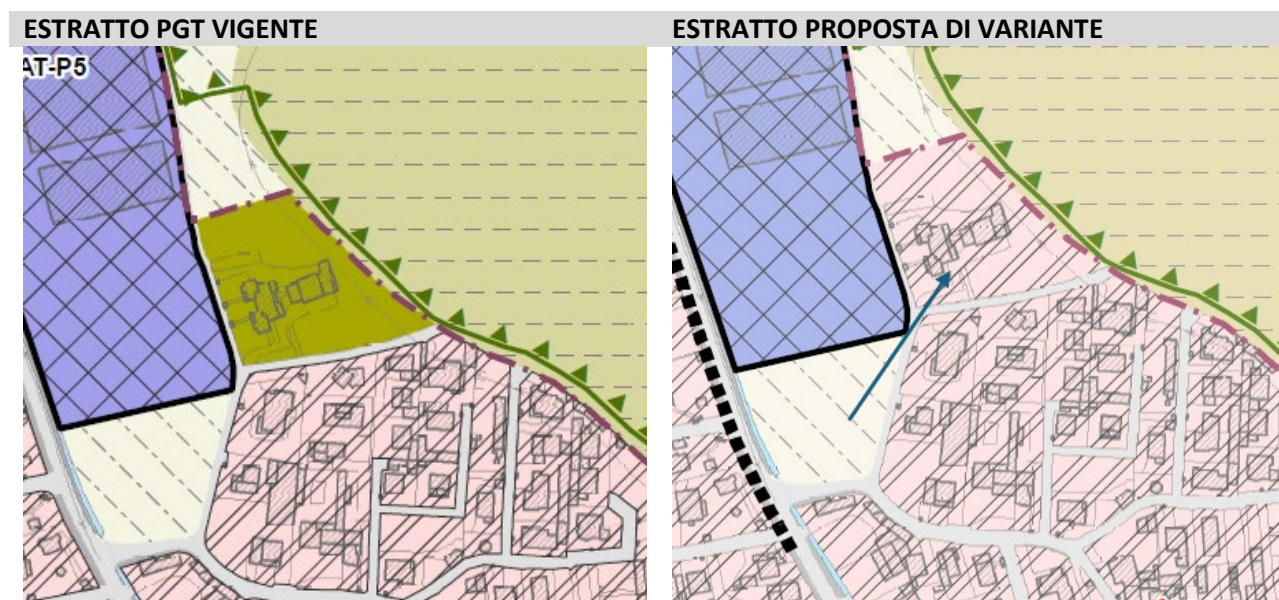 ESTRATTO PGT VIGENTE
ESTRATTO PROPOSTA DI VARIANTE
AT-P5